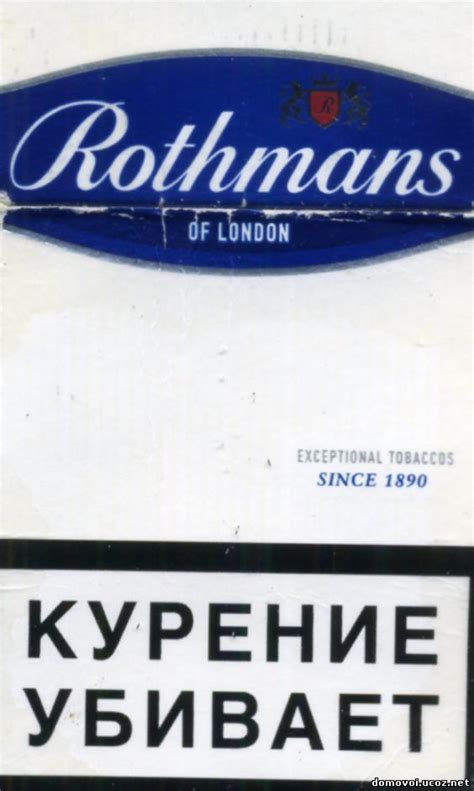 R
Rothmans
OF LONDON
EXCEPTIONAL TOBACCOS
SINCE 1890
КУРЕНИЕ
УБИВАЕТ
domovoi.ucoz.net